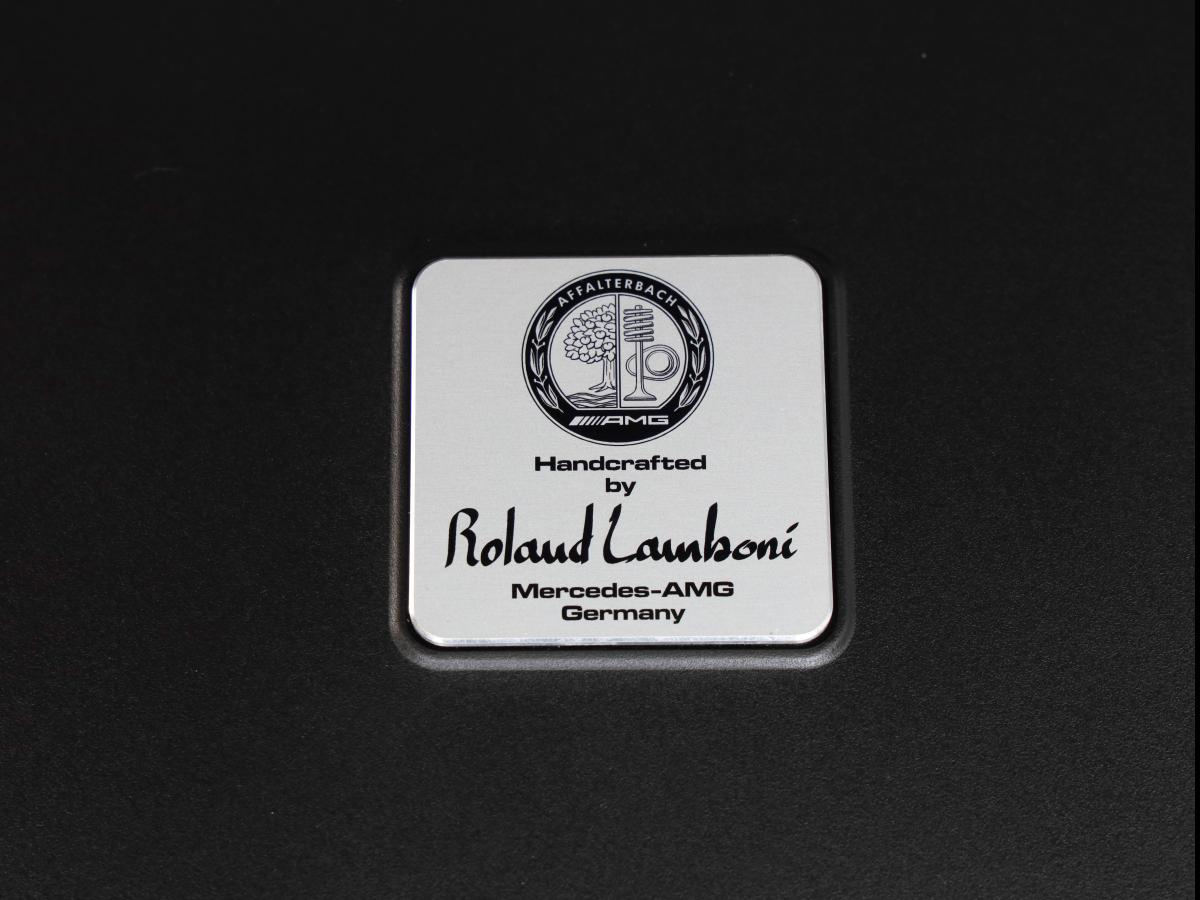 AFFALTERBACH
AMG
Handcrafted
by
Roland Lamboni
Mercedes-AMG
Germany